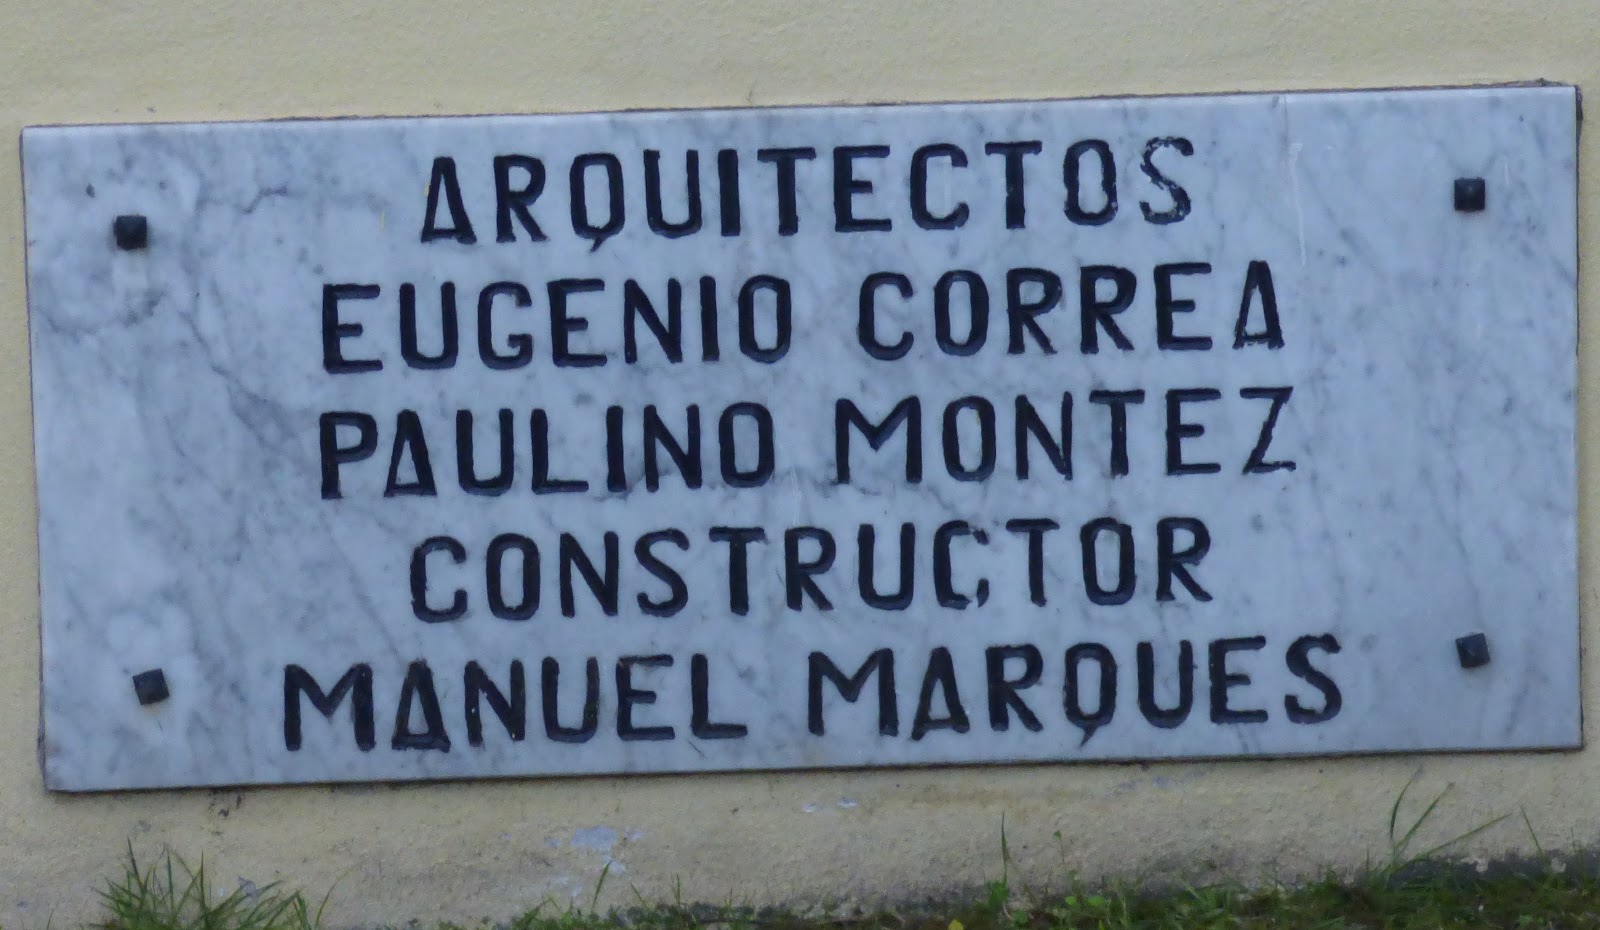 ARQUITECTOS
EUGENIO CORREA
PAULINO MONTEZ
CONSTRUCTOR
MANUEL MARQUES